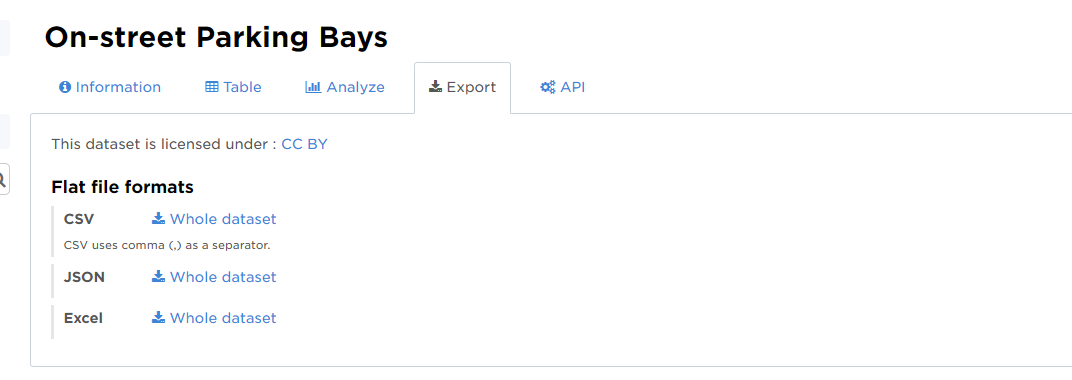 On-street Parking Bays
Information Table Analyze Export API
This dataset is licensed under : CC BY
Flat file formats
CSV Whole dataset
CSV uses comma (,) as a separator.
JSON Whole dataset
Excel Whole dataset